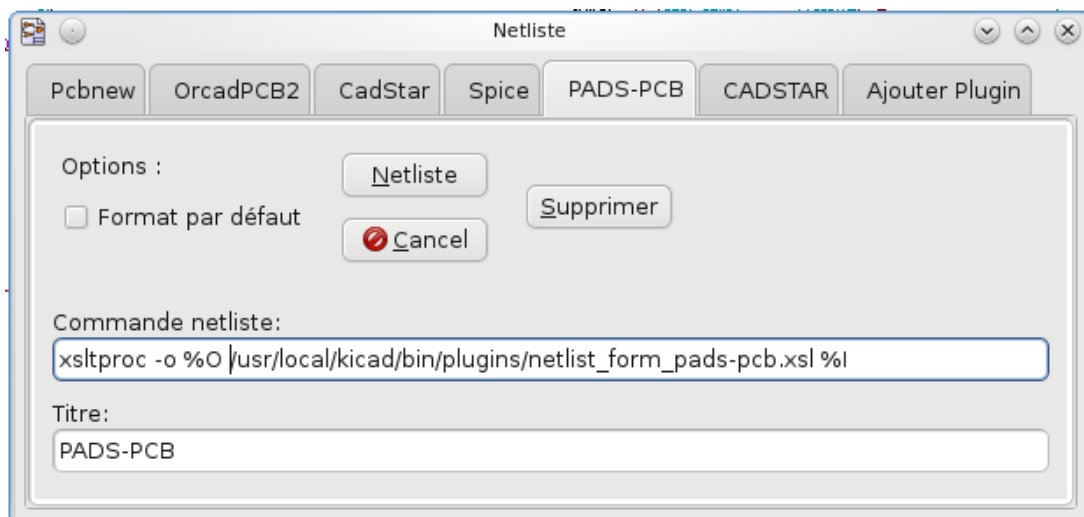 Netliste
Pcbnew OrcadPCB2 CadStar Spice PADS-PCB CADSTAR Ajouter Plugin
Options :
Netliste
Supprimer
Format par défaut
Cancel
Commande netliste:
xsltproc -o %O /usr/local/kicad/bin/plugins/netlist_form_pads-pcb.xsl %I
Titre:
PADS-PCB